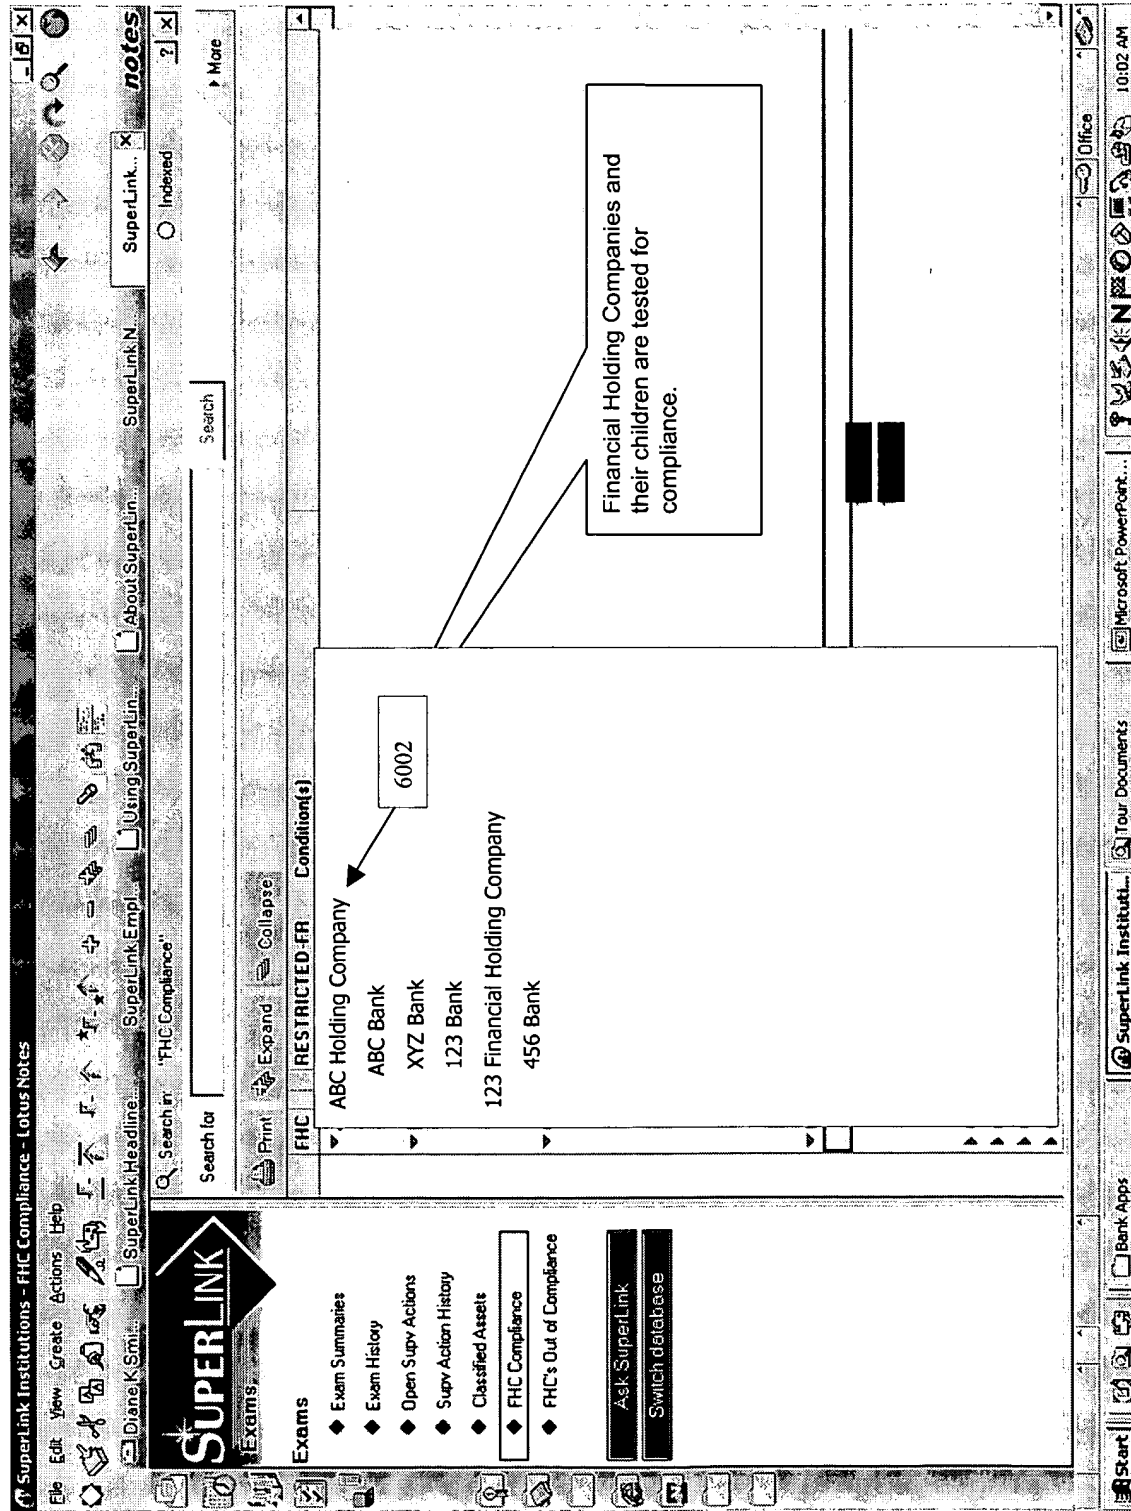 SuperLink Institutions - FHC Compliance - Lotus Notes
File Edit View Create Actions Help
Diane K Smi... SuperLink Headline... SuperLink Empl... Using SuperLin... About SuperLin... SuperLink N... SuperLink...
notes
SUPERLINK
Exams
Search in: "FHC Compliance"
Indexed
Search for
Search
More
Print Expand Collapse
FHC RESTRICTED-FR Condition(s)
Exams
Exam Summaries
Exam History
Open Supv Actions
Supv Action History
Classified Assets
FHC Compliance
FHC's Out of Compliance
Ask SuperLink
Switch database
ABC Holding Company
6002
ABC Bank
XYZ Bank
123 Bank
123 Financial Holding Company
456 Bank
Financial Holding Companies and
their children are tested for
compliance.
Office
Start Bank Apps SuperLink Instituti... Tour Documents Microsoft PowerPoint... 10:02 AM